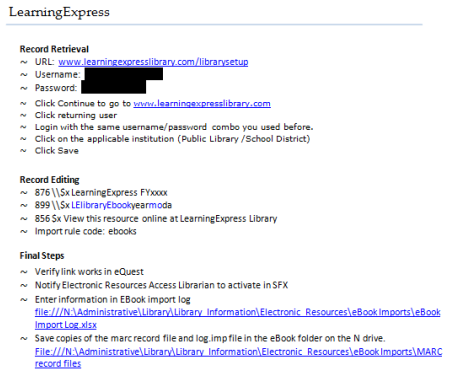 LearningExpress
Record Retrieval
~ URL: www.learningexpresslibrary.com/librarysetup
~ Username:
~ Password:
~ Click Continue to go to www.learningexpresslibrary.com
~ Click returning user
~ Login with the same username/password combo you used before.
~ Click on the applicable institution (Public Library /School District)
~ Click Save
Record Editing
~ 876 \\$x LearningExpress FYxxxx
~ 899 \\$x LElibraryEbookyearmoda
~ 856 $x View this resource online at LearningExpress Library
~ Import rule code: ebooks
Final Steps
~ Verify link works in eQuest
~ Notify Electronic Resources Access Librarian to activate in SFX
~ Enter information in EBook import log
file:///N:\Administrative\Library\Library_Information\Electronic_Resources\eBook Imports\eBook
Import Log.xlsx
~ Save copies of the marc record file and log.imp file in the eBook folder on the N drive.
File:///N:\Administrative\Library\Library_Information\Electronic_Resources\eBook Imports\MARC
record files